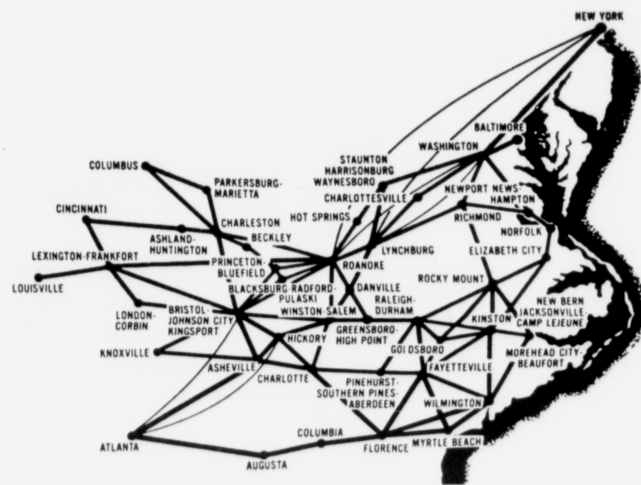 NEW YORK
BALTIMORE
WASHINGTON
STAUNTON
HARRISONBURG
WAYNESBORO
COLUMBUS
PARKERSBURG-
MARIETTA
CHARLOTTESVILLE
NEWPORT NEWS-
HAMPTON
CINCINNATI
HOT SPRINGS
RICHMOND
CHARLESTON
NORFOLK
ASHLAND-
HUNTINGTON
BECKLEY
LYNCHBURG
ELIZABETH CITY
LEXINGTON-FRANKFORT
PRINCETON-
BLUEFIELD
ROANOKE
ROCKY MOUNT
LOUISVILLE
BLACKSBURG RADFORD-
PULASKI
DANVILLE
RALEIGH-
DURHAM
NEW BERN
JACKSONVILLE-
CAMP LEJEUNE
LONDON-
CORBIN
BRISTOL-
JOHNSON CITY
KINGSPORT
WINSTON-SALEM
GREENSBORO-
HIGH POINT
KINSTON
HICKORY
GOLDSBORO
MOREHEAD CITY-
BEAUFORT
KNOXVILLE
ASHEVILLE
CHARLOTTE
FAYETTEVILLE
PINEHURST-
SOUTHERN PINES-
ABERDEEN
WILMINGTON
ATLANTA
COLUMBIA
FLORENCE
MYRTLE BEACH
AUGUSTA